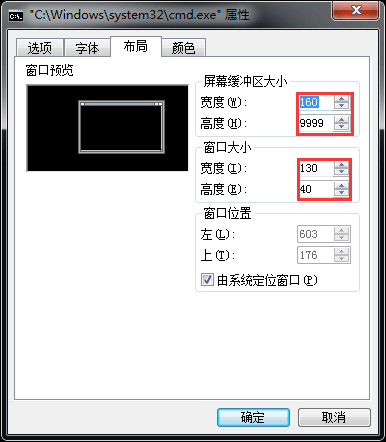 "C:\Windows\system32\cmd.exe" 属性
选项 字体 布局 颜色
窗口预览
屏幕缓冲区大小
宽度(W): 160
高度(H): 9999
窗口大小
宽度(I): 130
高度(E): 40
窗口位置
左(L): 603
上(T): 176
由系统定位窗口(P)
确定 取消